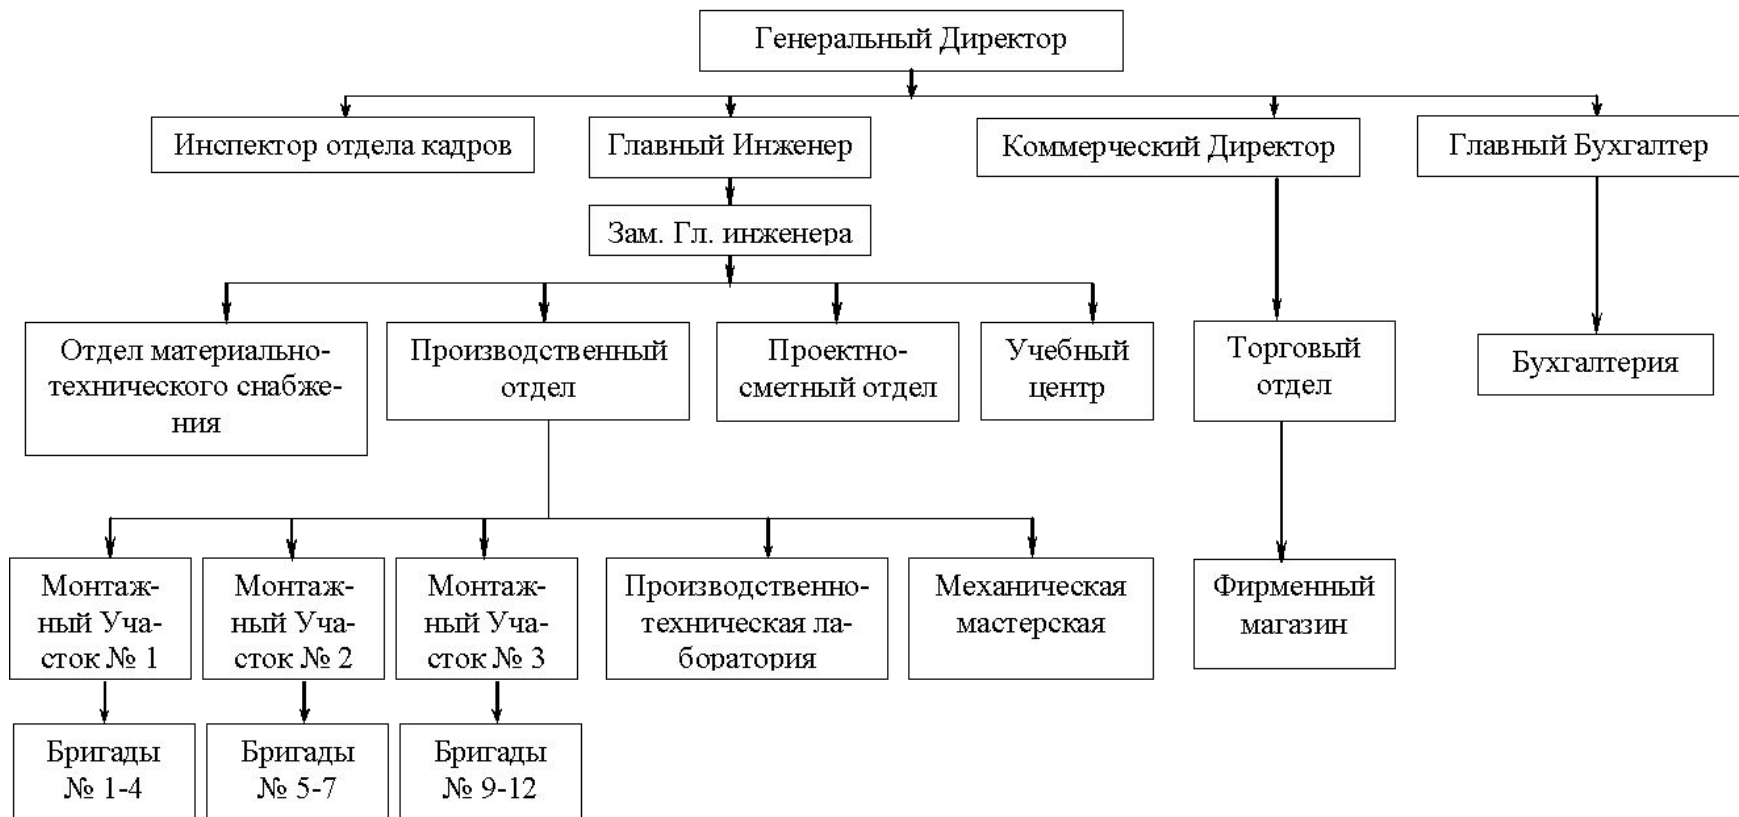 Генеральный Директор
Инспектор отдела кадров
Главный Инженер
Коммерческий Директор
Главный Бухгалтер
Зам. Гл. инженера
Отдел материально-
технического снабже-
ния
Производственный
отдел
Проектно-
сметный отдел
Учебный
центр
Торговый
отдел
Бухгалтерия
Монтаж-
ный Уча-
сток № 1
Монтаж-
ный Уча-
сток № 2
Монтаж-
ный Уча-
сток № 3
Производственно-
техническая ла-
боратория
Механическая
мастерская
Фирменный
магазин
Бригады
№ 1-4
Бригады
№ 5-7
Бригады
№ 9-12